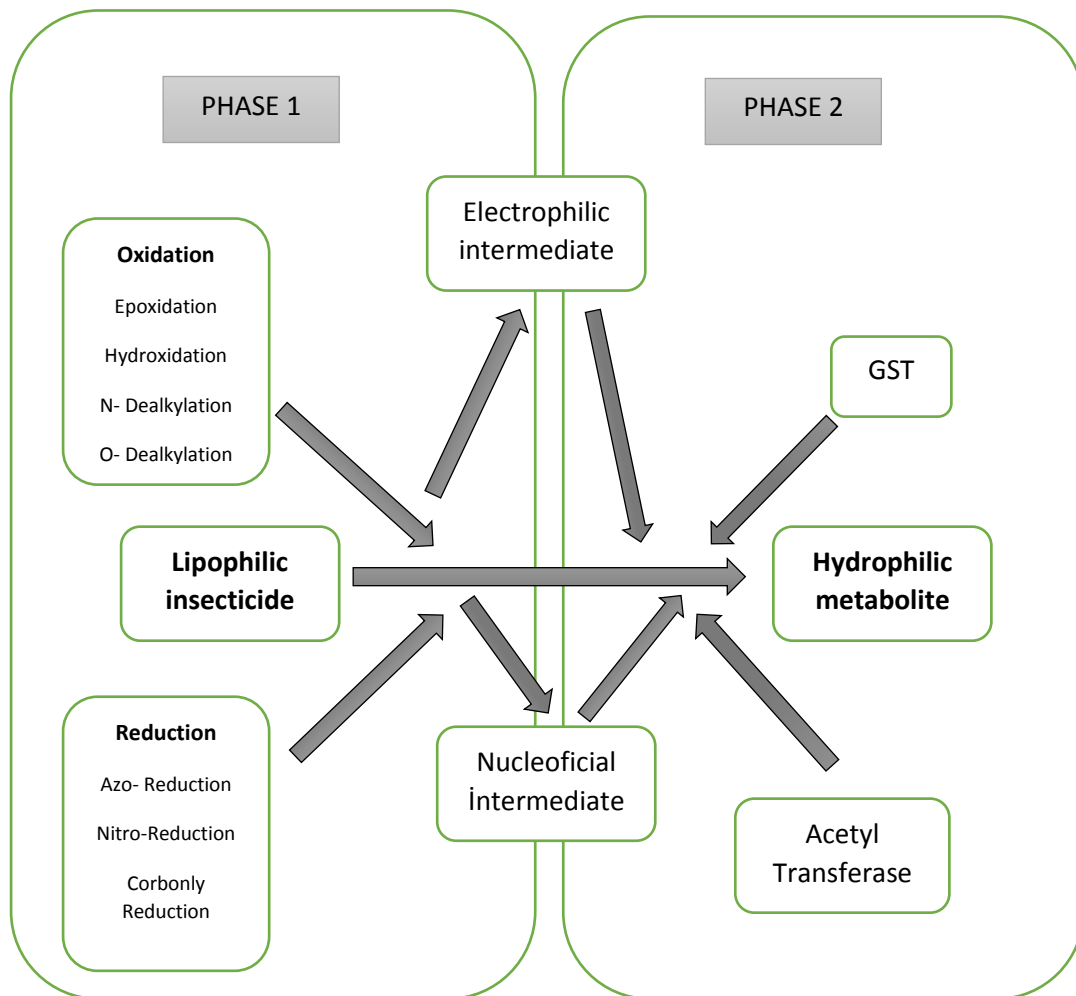 PHASE 1
PHASE 2
Electrophilic
intermediate
Oxidation
Epoxidation
Hydroxidation
N- Dealkylation
O- Dealkylation
GST
Lipophilic
insecticide
Hydrophilic
metabolite
Reduction
Azo- Reduction
Nitro-Reduction
Corbonly
Reduction
Nucleoficial
İntermediate
Acetyl
Transferase